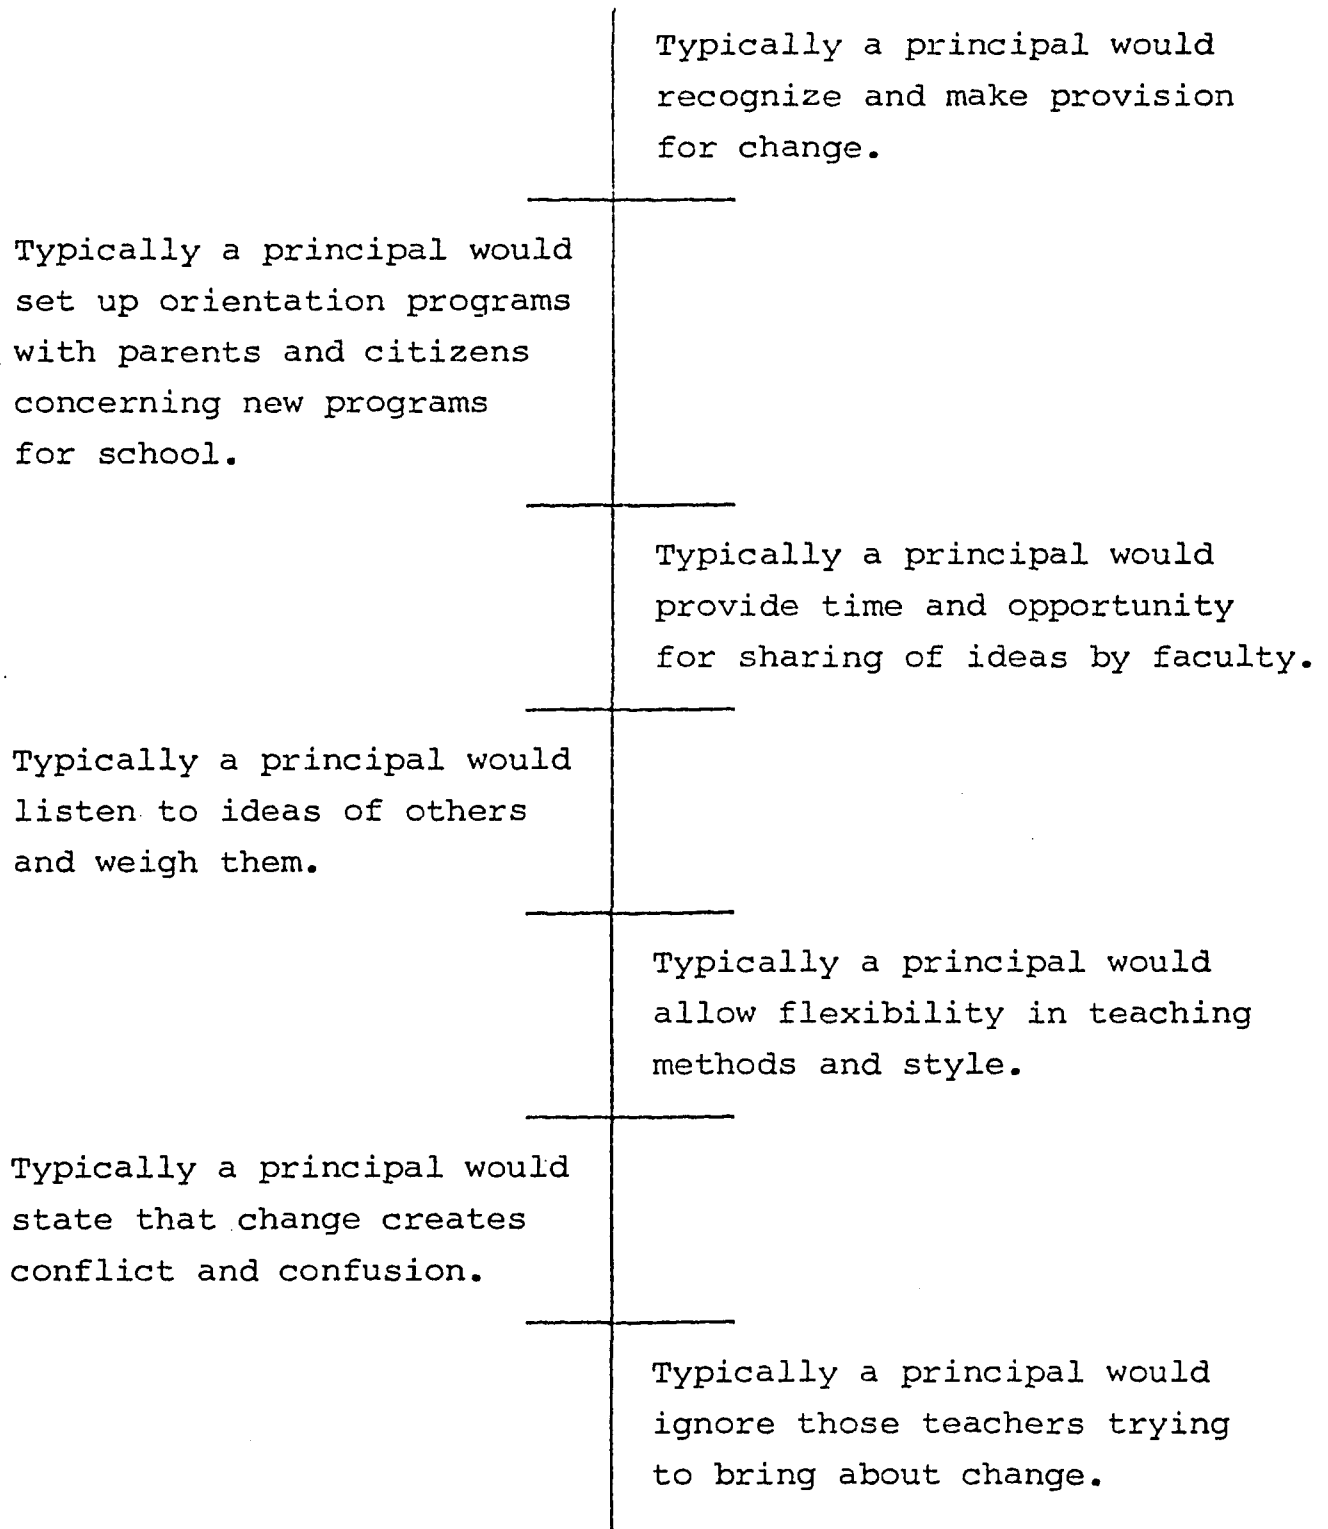 Typically a principal would
recognize and make provision
for change.
Typically a principal would
set up orientation programs
with parents and citizens
concerning new programs
for school.
Typically a principal would
provide time and opportunity
for sharing of ideas by faculty.
Typically a principal would
listen to ideas of others
and weigh them.
Typically a principal would
allow flexibility in teaching
methods and style.
Typically a principal would
state that change creates
conflict and confusion.
Typically a principal would
ignore those teachers trying
to bring about change.